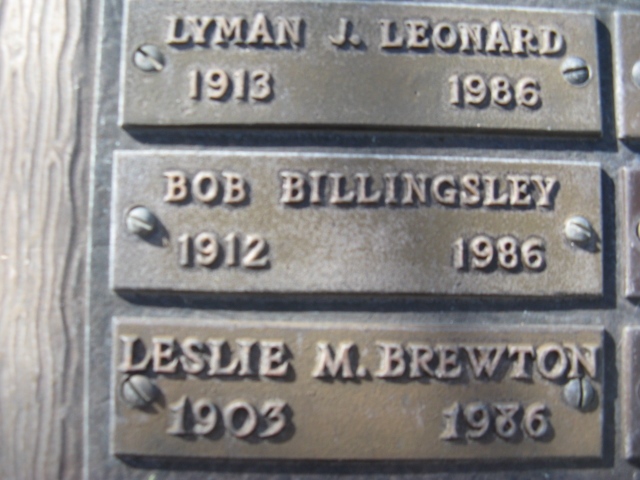 LYMAN J. LEONARD
1913 1986
BOB BILLINGSLEY
1912 1986
LESLIE M. BREWTON
1903 1986